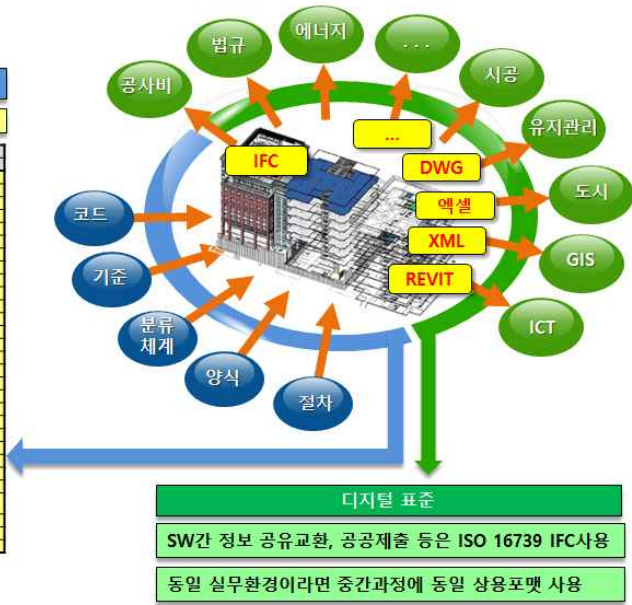 에너지
법규
. . .
공사비
시공
유지관리
...
IFC
DWG
코드
엑셀
도시
XML
기준
GIS
REVIT
분류
체계
ICT
양식
절차
디지털 표준
SW간 정보 공유교환, 공공제출 등은 ISO 16739 IFC사용
동일 실무환경이라면 중간과정에 동일 상용포맷 사용